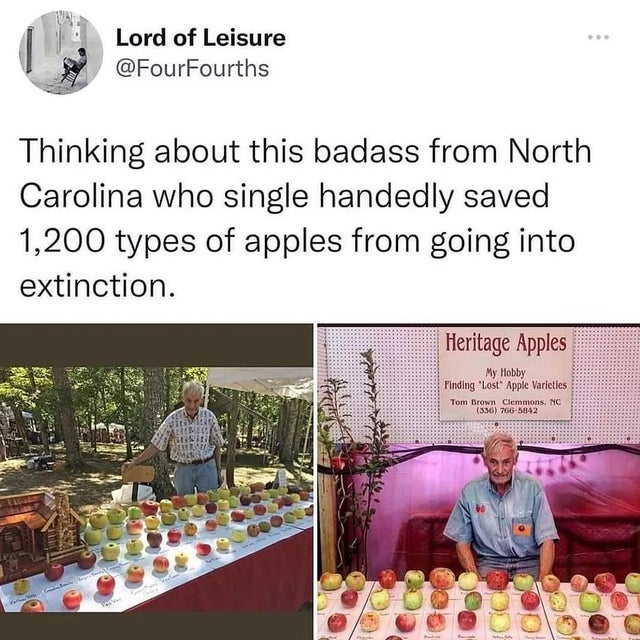 Lord of Leisure
@FourFourths
Thinking about this badass from North
Carolina who single handedly saved
1,200 types of apples from going into
extinction.
Heritage Apples
My Hobby
Finding "Lost" Apple Varieties
Tom Brown Clemmons, NC
(336) 766-5842